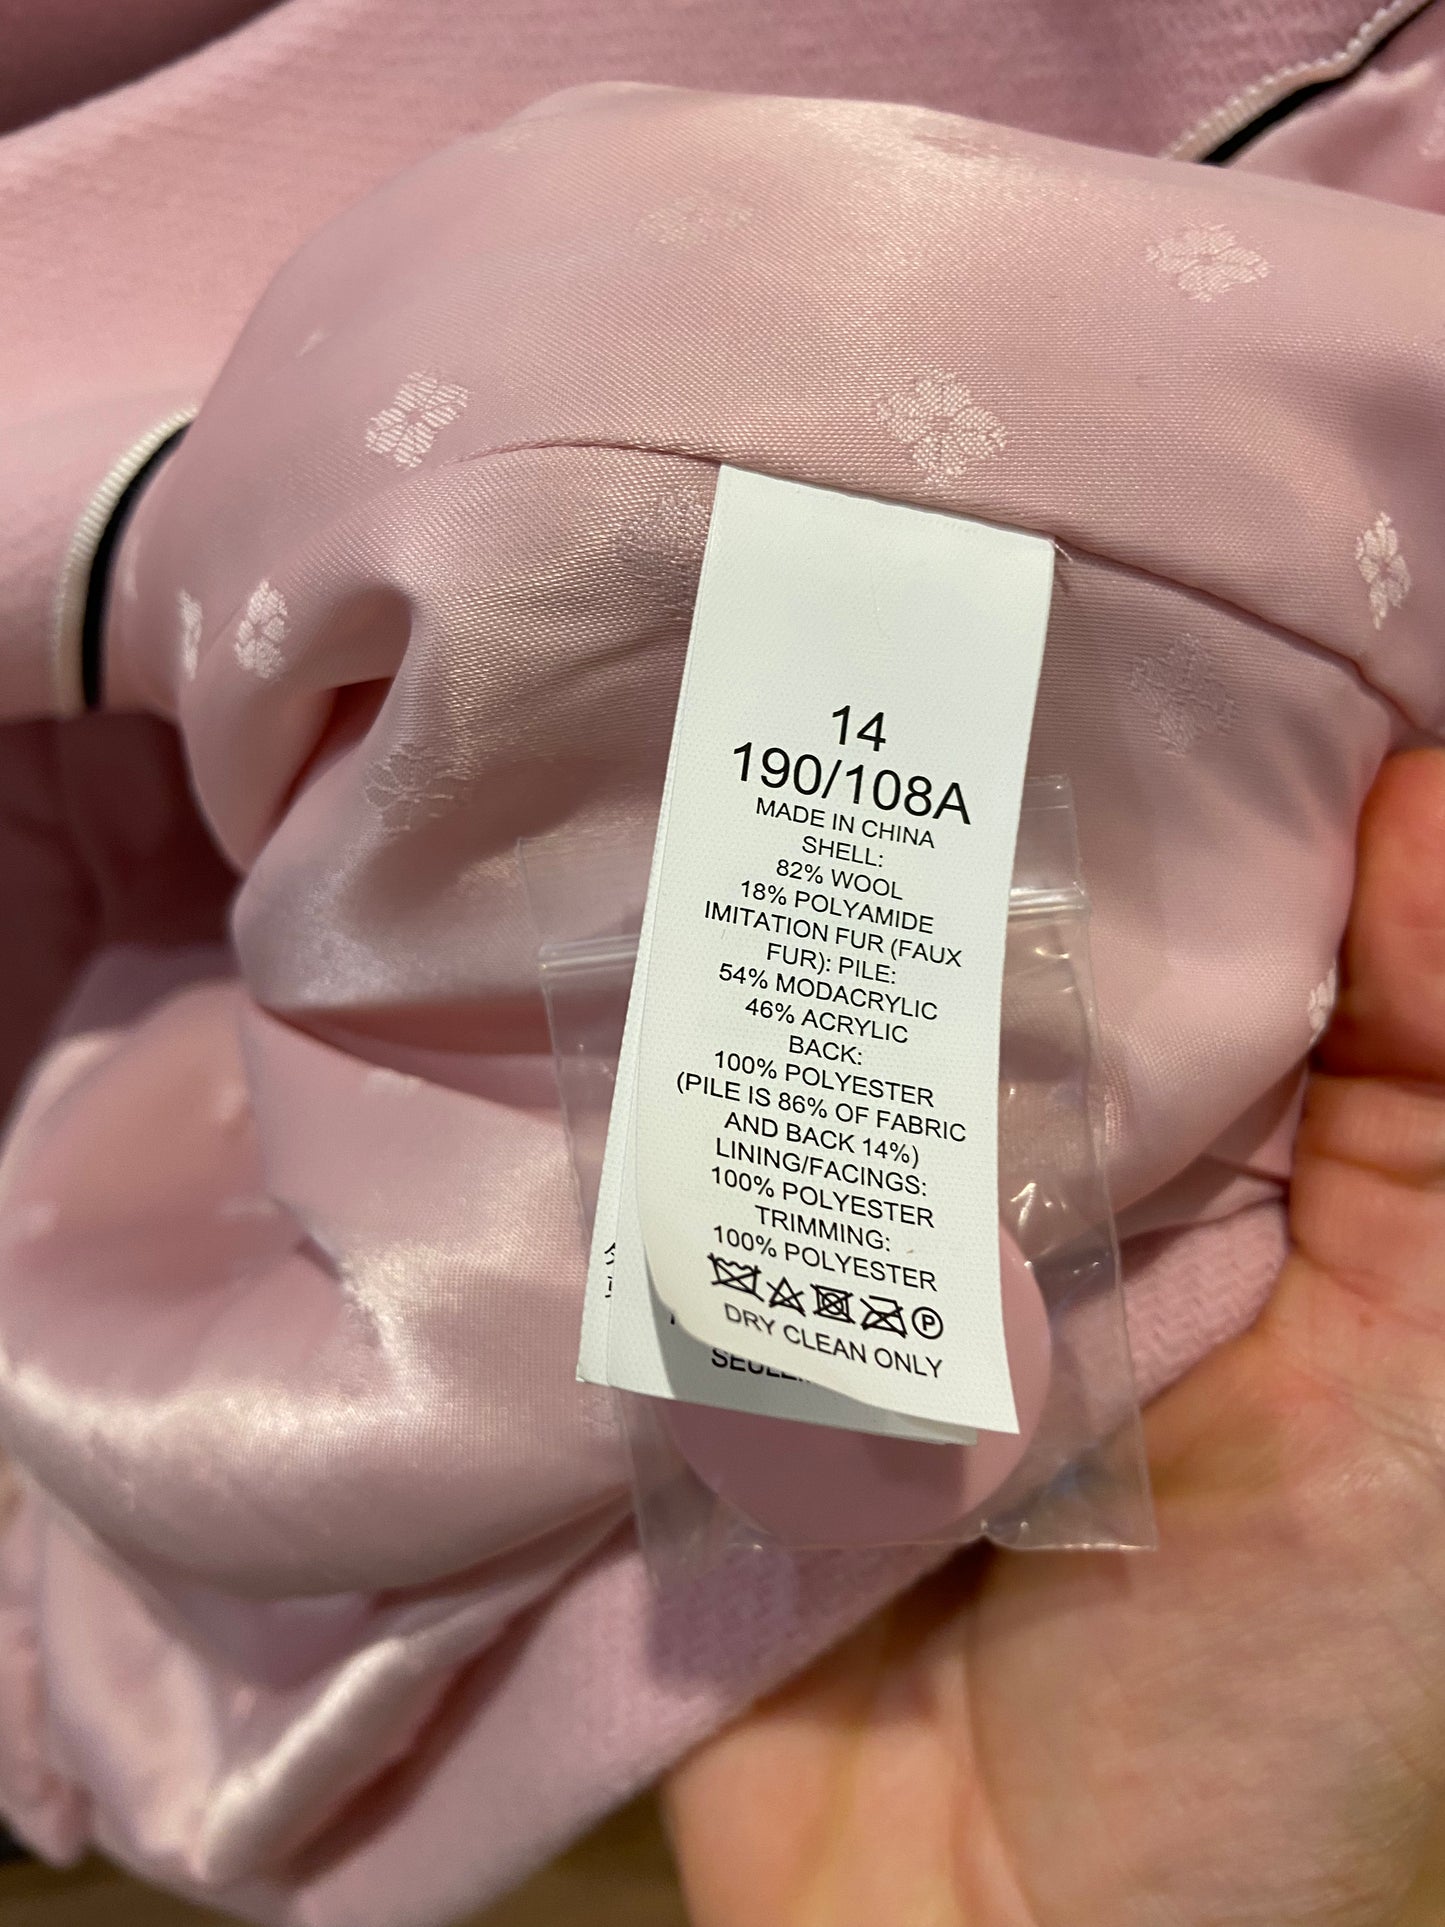 14
190/108A
MADE IN CHINA
SHELL:
82% WOOL
18% POLYAMIDE
IMITATION FUR (FAUX
FUR): PILE:
54% MODACRYLIC
46% ACRYLIC
BACK:
100% POLYESTER
(PILE IS 86% OF FABRIC
AND BACK 14%)
LINING/FACINGS:
100% POLYESTER
TRIMMING:
100% POLYESTER
P
DRY CLEAN ONLY